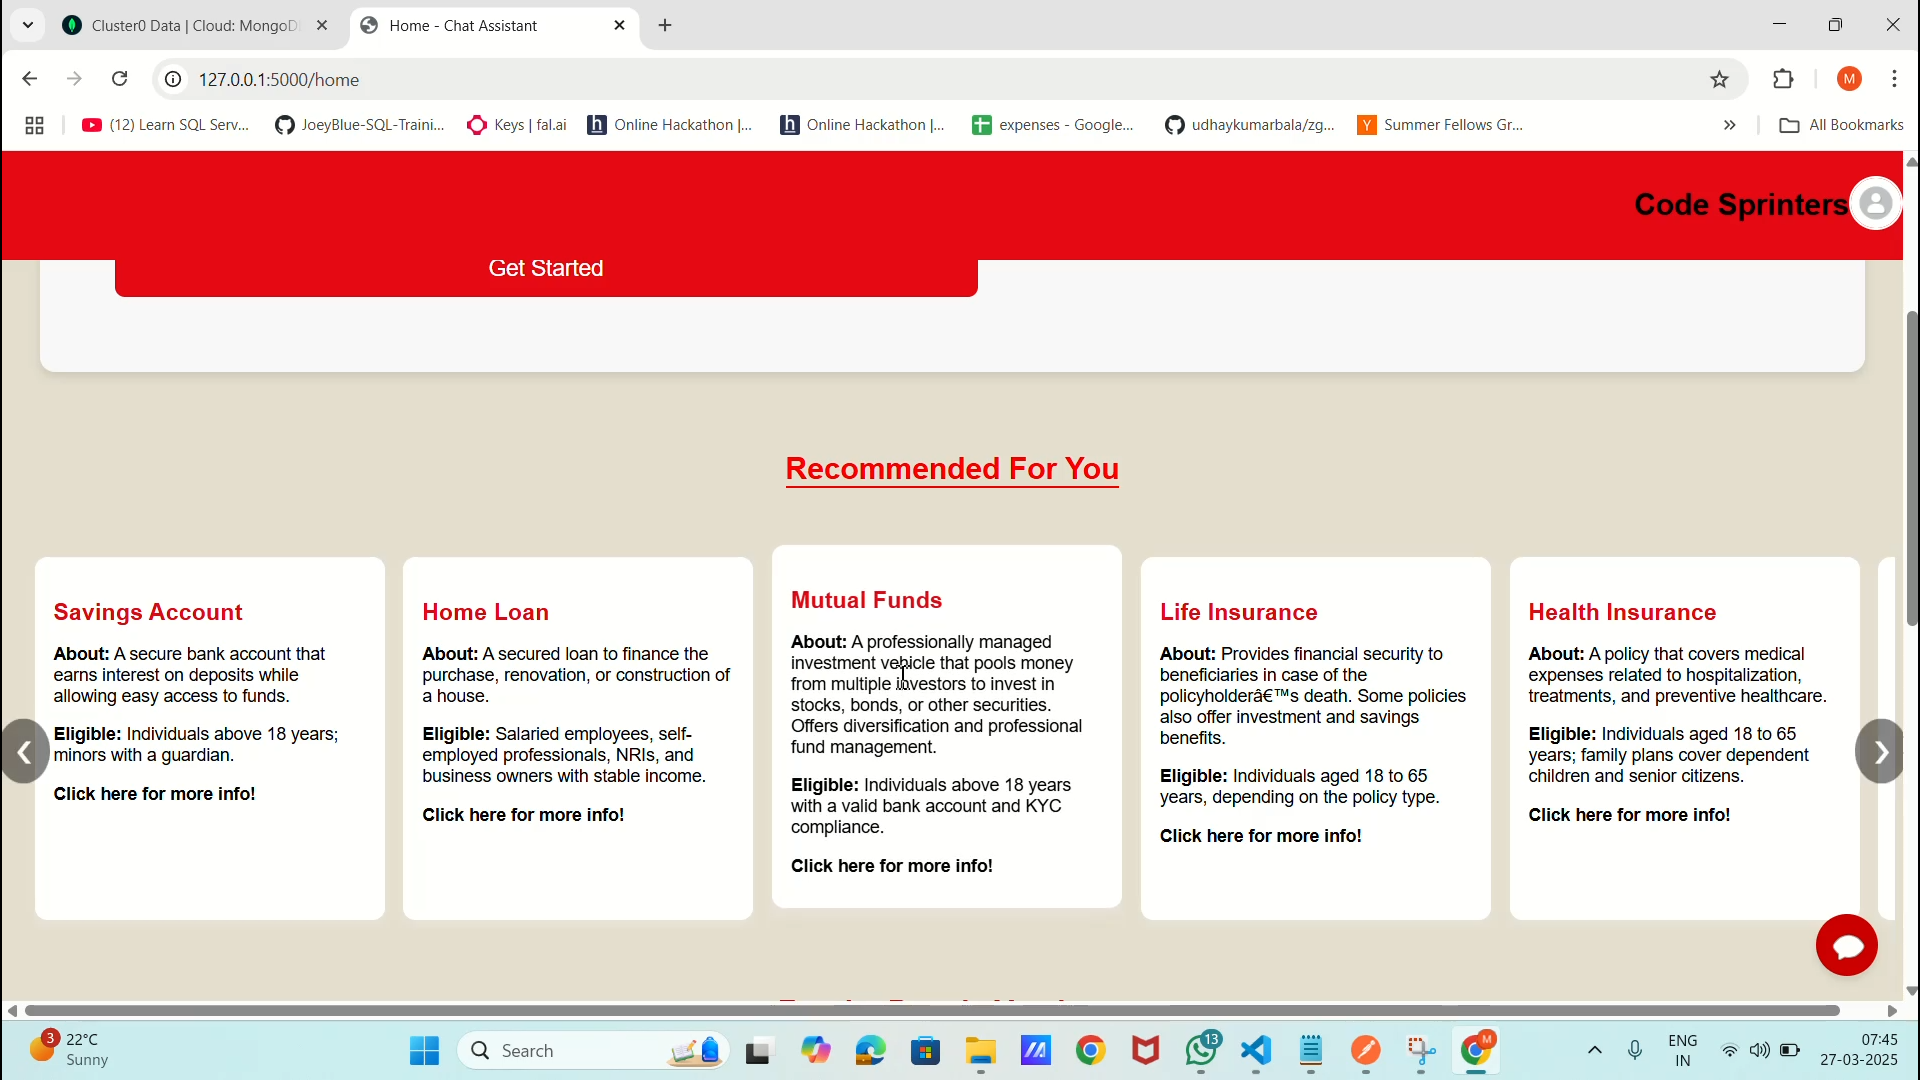 Cluster0 Data | Cloud: MongoD
Home - Chat Assistant
127.0.0.1:5000/home
M
(12) Learn SQL Serv...
JoeyBlue-SQL-Traini...
Keys | fal.ai
Online Hackathon |...
Online Hackathon |...
expenses - Google...
udhaykumarbala/zg...
Summer Fellows Gr...
All Bookmarks
Code Sprinters
Get Started
Recommended For You
Savings Account
About: A secure bank account that
earns interest on deposits while
allowing easy access to funds.
Eligible: Individuals above 18 years;
minors with a guardian.
Click here for more info!
Home Loan
About: A secured loan to finance the
purchase, renovation, or construction of
a house.
Eligible: Salaried employees, self-
employed professionals, NRIs, and
business owners with stable income.
Click here for more info!
Mutual Funds
About: A professionally managed
investment vehicle that pools money
from multiple investors to invest in
stocks, bonds, or other securities.
Offers diversification and professional
fund management.
Eligible: Individuals above 18 years
with a valid bank account and KYC
compliance.
Click here for more info!
Life Insurance
About: Provides financial security to
beneficiaries in case of the
policyholderâ€™s death. Some policies
also offer investment and savings
benefits.
Eligible: Individuals aged 18 to 65
years, depending on the policy type.
Click here for more info!
Health Insurance
About: A policy that covers medical
expenses related to hospitalization,
treatments, and preventive healthcare.
Eligible: Individuals aged 18 to 65
years; family plans cover dependent
children and senior citizens.
Click here for more info!
3
22°C
Sunny
Search
13
M
ENG
IN
07:45
27-03-2025